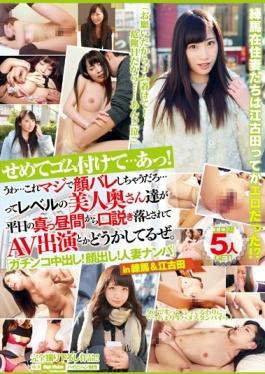 練馬在住妻たちは江古田ってかエロだった!?
せめてゴム付けて…あっ!
うわ…これマジで顔バレしちゃうだろ…
ってレベルの美人奥さん達が
平日の真っ昼間から口説き落とされて
AV出演とかどうかしてるぜ
ガチンコ中出し!顔出し!人妻ナンパ
in 練馬&江古田
5人